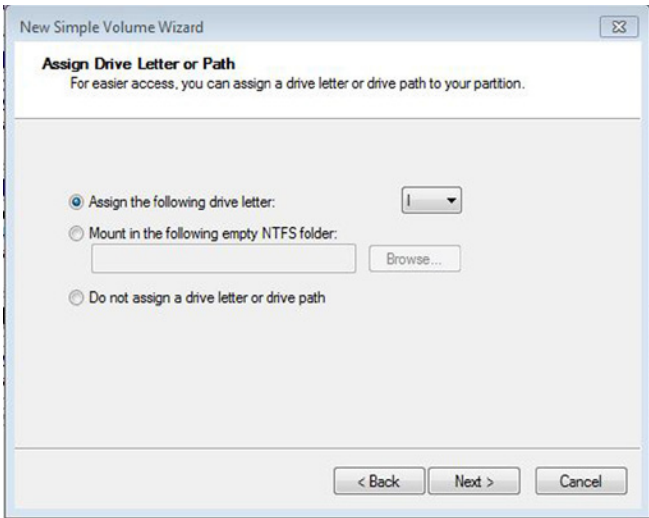 New Simple Volume Wizard
Assign Drive Letter or Path
For easier access, you can assign a drive letter or drive path to your partition.
Assign the following drive letter: I
Mount in the following empty NTFS folder:
Browse...
Do not assign a drive letter or drive path
< Back Next > Cancel